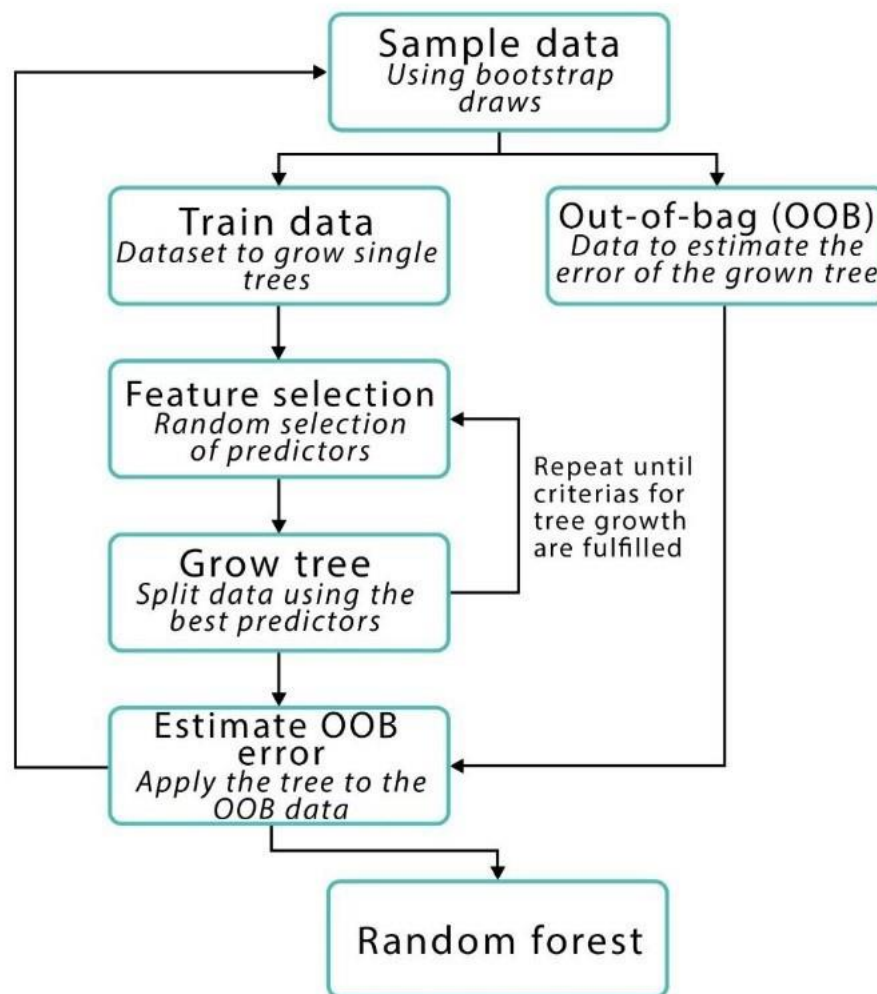 Sample data
Using bootstrap
draws
Train data
Dataset to grow single
trees
Out-of-bag (OOB)
Data to estimate the
error of the grown tree
Feature selection
Random selection
of predictors
Repeat until
criterias for
tree growth
are fulfilled
Grow tree
Split data using the
best predictors
Estimate OOB
error
Apply the tree to the
OOB data
Random forest